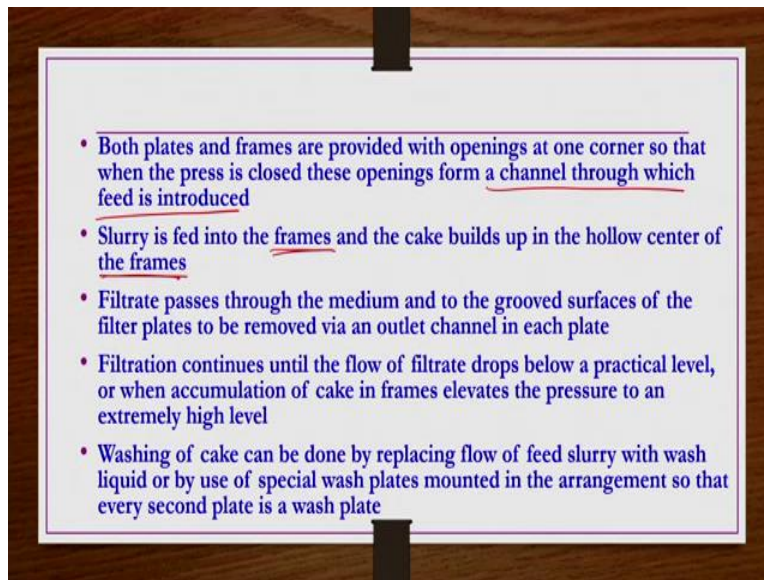 • Both plates and frames are provided with openings at one corner so that
when the press is closed these openings form a channel through which
feed is introduced
• Slurry is fed into the frames and the cake builds up in the hollow center of
the frames
• Filtrate passes through the medium and to the grooved surfaces of the
filter plates to be removed via an outlet channel in each plate
• Filtration continues until the flow of filtrate drops below a practical level,
or when accumulation of cake in frames elevates the pressure to an
extremely high level
• Washing of cake can be done by replacing flow of feed slurry with wash
liquid or by use of special wash plates mounted in the arrangement so that
every second plate is a wash plate